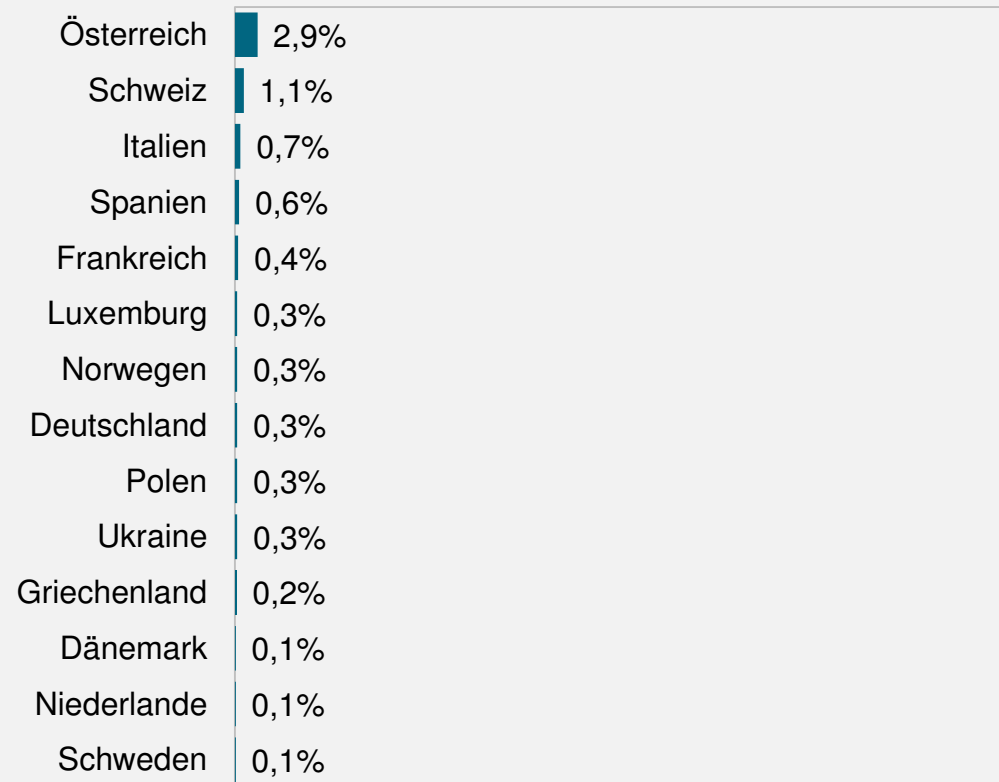 Österreich 2,9%
Schweiz 1,1%
Italien 0,7%
Spanien 0,6%
Frankreich 0,4%
Luxemburg 0,3%
Norwegen 0,3%
Deutschland 0,3%
Polen 0,3%
Ukraine 0,3%
Griechenland 0,2%
Dänemark 0,1%
Niederlande 0,1%
Schweden 0,1%